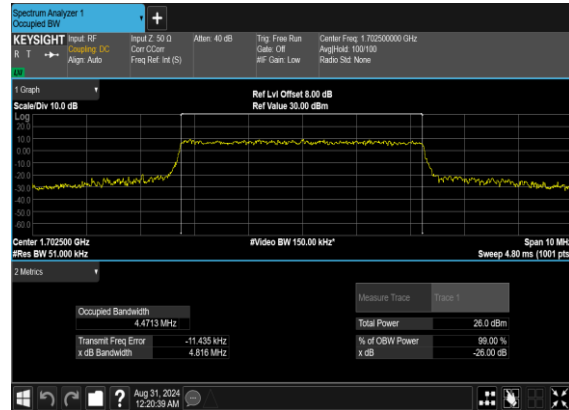 Spectrum Analyzer 1
Occupied BW
+
KEYSIGHT Input: RF Input Z: 50 Ω Atten: 40 dB Trig: Free Run Center Freq: 1.702500000 GHz
R T Coupling: DC Corr CCorr Gate: Off Avg|Hold: 100/100
Align: Auto Freq Ref: Int (S) #IF Gain: Low Radio Std: None
LW
1 Graph
Ref Lvl Offset 8.00 dB
Scale/Div 10.0 dB Ref Value 30.00 dBm
Log
20.0
10.0
0.00
-10.0
-20.0
-30.0
-40.0
-50.0
-60.0
Center 1.702500 GHz #Video BW 150.00 kHz* Span 10 MHz
#Res BW 51.000 kHz Sweep 4.80 ms (1001 pts
2 Metrics
Measure Trace Trace 1
Occupied Bandwidth
4.4713 MHz
Total Power 26.0 dBm
Transmit Freq Error -11.435 kHz % of OBW Power 99.00 %
x dB Bandwidth 4.816 MHz x dB -26.00 dB
? Aug 31, 2024
12:20:39 AM